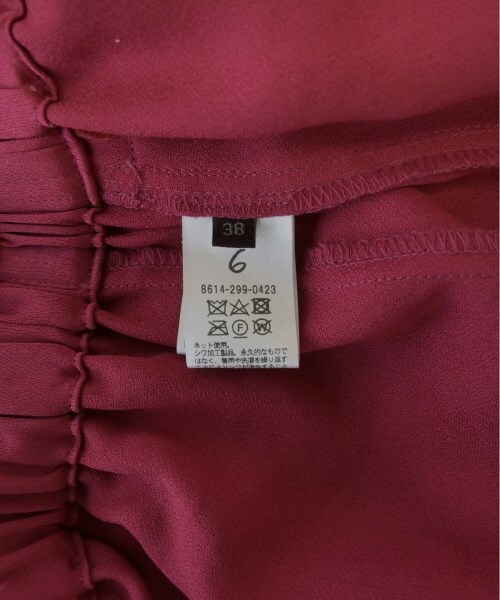 38
6
8614-299-0423
F W
ネット使用。
シワ加工製品。永久的なもので
はなく、着用や洗濯を繰り返す